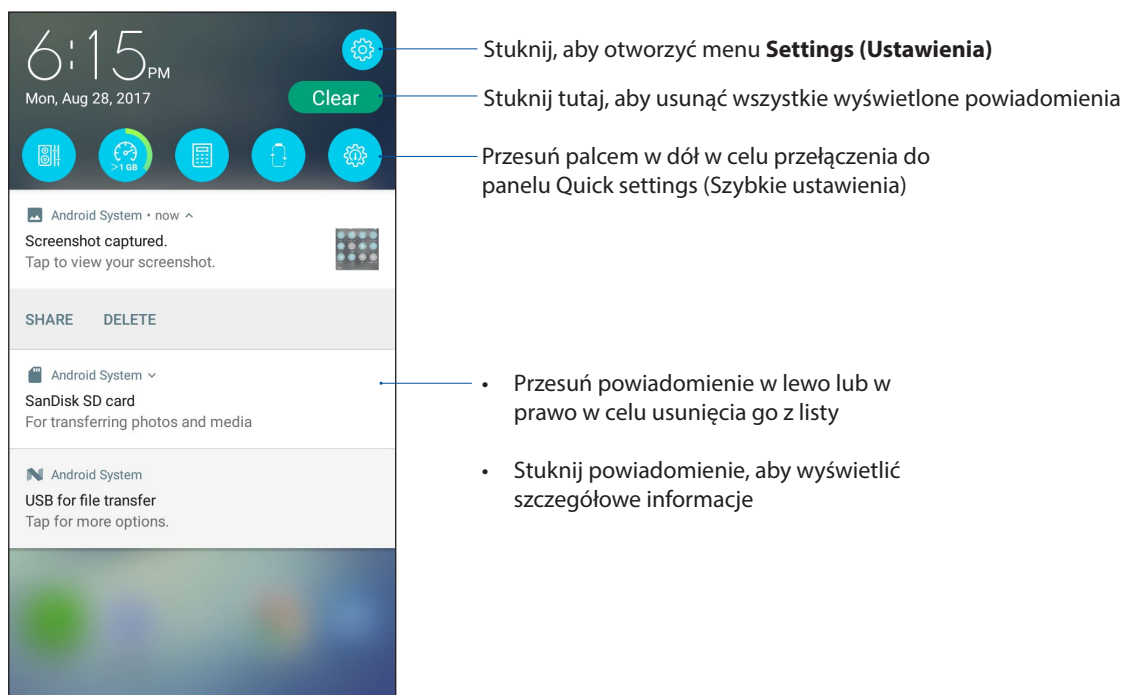 6:15 PM
Mon, Aug 28, 2017
Clear
>1 GB
Android System • now
Screenshot captured.
Tap to view your screenshot.
SHARE DELETE
Android System
SanDisk SD card
For transferring photos and media
Android System
USB for file transfer
Tap for more options.
Stuknij, aby otworzyć menu Settings (Ustawienia)
Stuknij tutaj, aby usunąć wszystkie wyświetlone powiadomienia
Przesuń palcem w dół w celu przełączenia do
panelu Quick settings (Szybkie ustawienia)
• Przesuń powiadomienie w lewo lub w
prawo w celu usunięcia go z listy
• Stuknij powiadomienie, aby wyświetlić
szczegółowe informacje